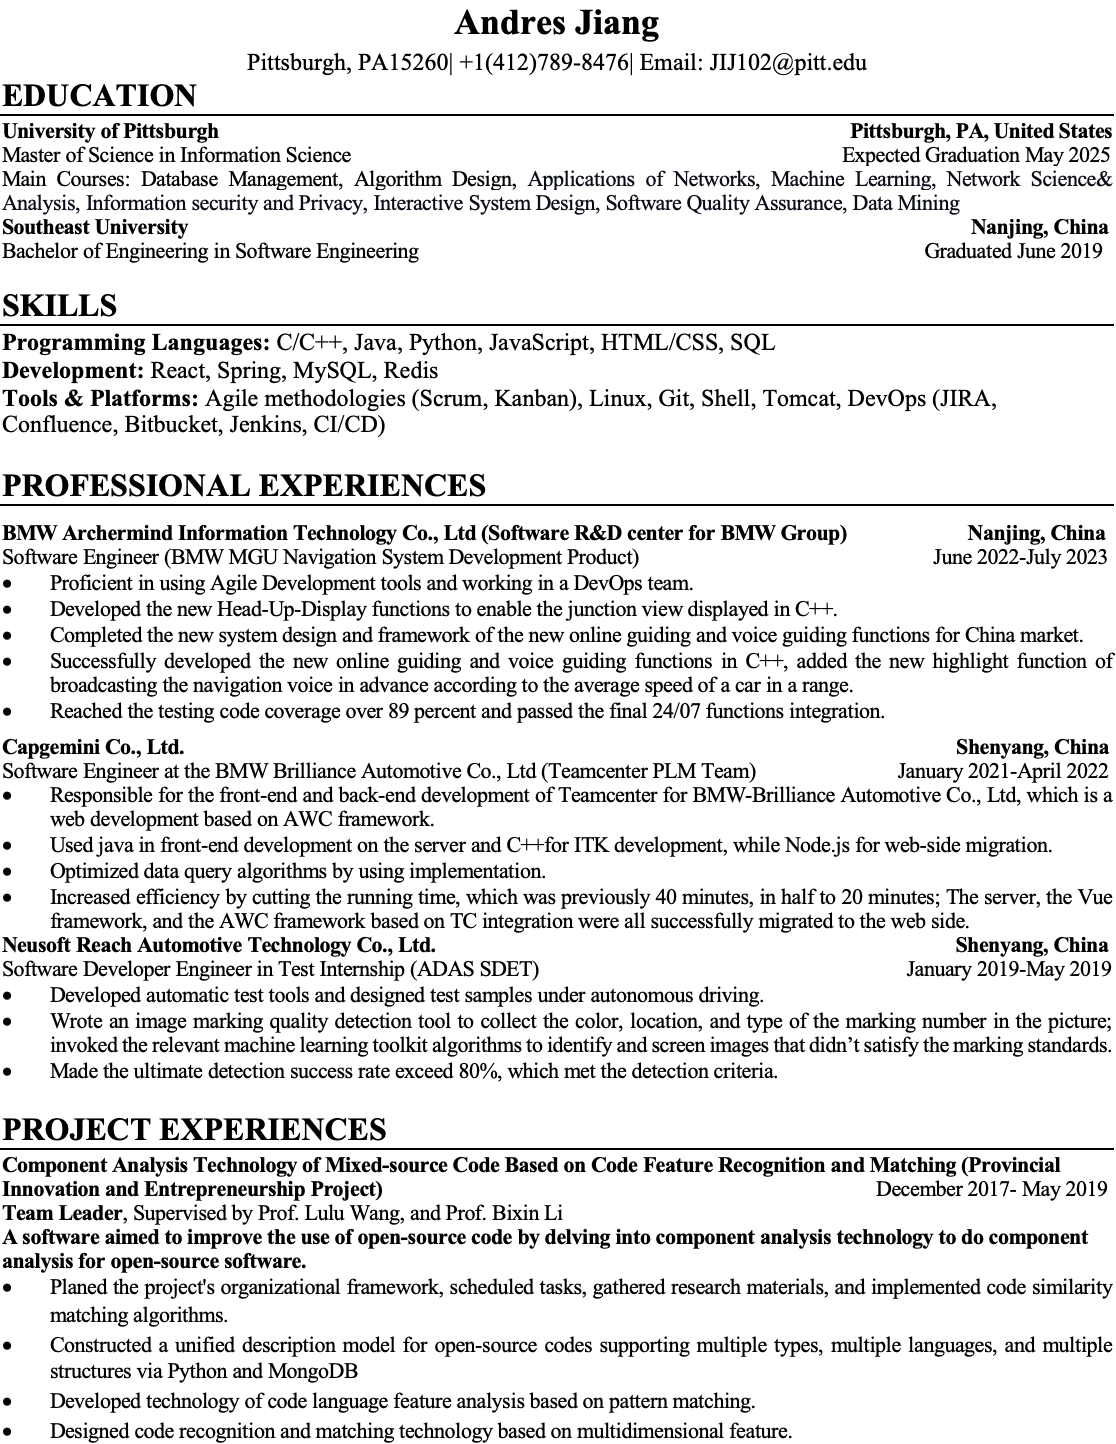 Andres Jiang
Pittsburgh, PA15260| +1(412)789-8476| Email: JIJ102@pitt.edu
EDUCATION
University of Pittsburgh Pittsburgh, PA, United States
Master of Science in Information Science Expected Graduation May 2025
Main Courses: Database Management, Algorithm Design, Applications of Networks, Machine Learning, Network Science&
Analysis, Information security and Privacy, Interactive System Design, Software Quality Assurance, Data Mining
Southeast University Nanjing, China
Bachelor of Engineering in Software Engineering Graduated June 2019
SKILLS
Programming Languages: C/C++, Java, Python, JavaScript, HTML/CSS, SQL
Development: React, Spring, MySQL, Redis
Tools & Platforms: Agile methodologies (Scrum, Kanban), Linux, Git, Shell, Tomcat, DevOps (JIRA,
Confluence, Bitbucket, Jenkins, CI/CD)
PROFESSIONAL EXPERIENCES
BMW Archermind Information Technology Co., Ltd (Software R&D center for BMW Group) Nanjing, China
Software Engineer (BMW MGU Navigation System Development Product) June 2022-July 2023
• Proficient in using Agile Development tools and working in a DevOps team.
• Developed the new Head-Up-Display functions to enable the junction view displayed in C++.
• Completed the new system design and framework of the new online guiding and voice guiding functions for China market.
• Successfully developed the new online guiding and voice guiding functions in C++, added the new highlight function of
broadcasting the navigation voice in advance according to the average speed of a car in a range.
• Reached the testing code coverage over 89 percent and passed the final 24/07 functions integration.
Capgemini Co., Ltd. Shenyang, China
Software Engineer at the BMW Brilliance Automotive Co., Ltd (Teamcenter PLM Team) January 2021-April 2022
• Responsible for the front-end and back-end development of Teamcenter for BMW-Brilliance Automotive Co., Ltd, which is a
web development based on AWC framework.
• Used java in front-end development on the server and C++for ITK development, while Node.js for web-side migration.
• Optimized data query algorithms by using implementation.
• Increased efficiency by cutting the running time, which was previously 40 minutes, in half to 20 minutes; The server, the Vue
framework, and the AWC framework based on TC integration were all successfully migrated to the web side.
Neusoft Reach Automotive Technology Co., Ltd. Shenyang, China
Software Developer Engineer in Test Internship (ADAS SDET) January 2019-May 2019
• Developed automatic test tools and designed test samples under autonomous driving.
• Wrote an image marking quality detection tool to collect the color, location, and type of the marking number in the picture;
invoked the relevant machine learning toolkit algorithms to identify and screen images that didn’t satisfy the marking standards.
• Made the ultimate detection success rate exceed 80%, which met the detection criteria.
PROJECT EXPERIENCES
Component Analysis Technology of Mixed-source Code Based on Code Feature Recognition and Matching (Provincial
Innovation and Entrepreneurship Project) December 2017- May 2019
Team Leader, Supervised by Prof. Lulu Wang, and Prof. Bixin Li
A software aimed to improve the use of open-source code by delving into component analysis technology to do component
analysis for open-source software.
• Planed the project's organizational framework, scheduled tasks, gathered research materials, and implemented code similarity
matching algorithms.
• Constructed a unified description model for open-source codes supporting multiple types, multiple languages, and multiple
structures via Python and MongoDB
• Developed technology of code language feature analysis based on pattern matching.
• Designed code recognition and matching technology based on multidimensional feature.